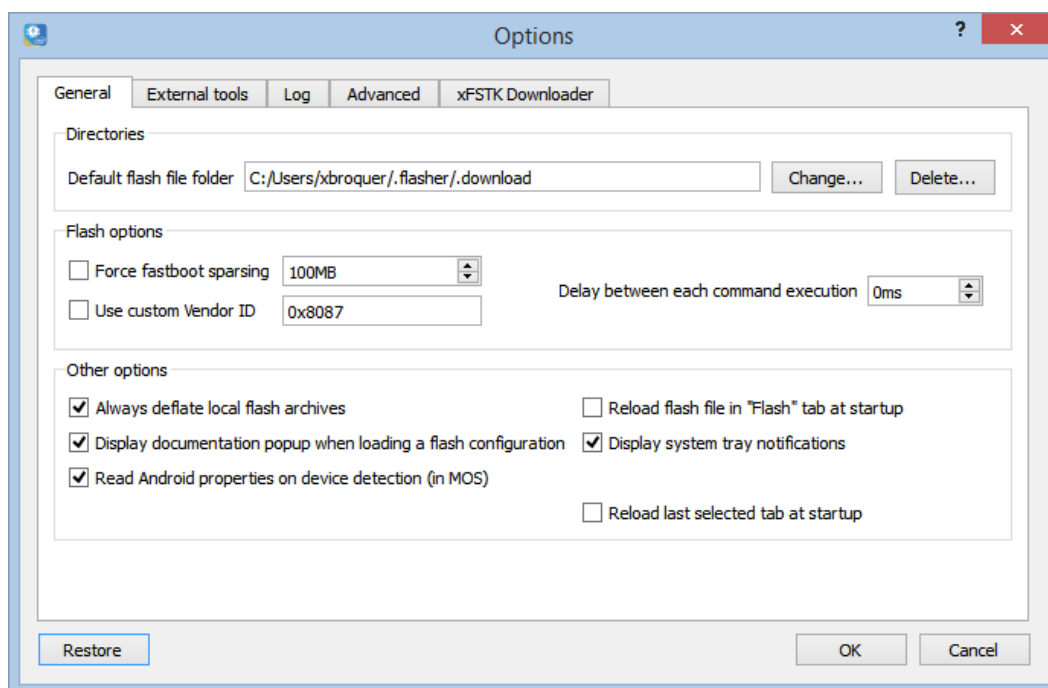 Options
?
General External tools Log Advanced xFSTK Downloader
Directories
Default flash file folder C:/Users/xbroquer/.flasher/.download Change... Delete...
Flash options
Force fastboot sparsing 100MB
Delay between each command execution 0ms
Use custom Vendor ID 0x8087
Other options
Always deflate local flash archives Reload flash file in "Flash" tab at startup
Display documentation popup when loading a flash configuration Display system tray notifications
Read Android properties on device detection (in MOS)
Reload last selected tab at startup
Restore OK Cancel